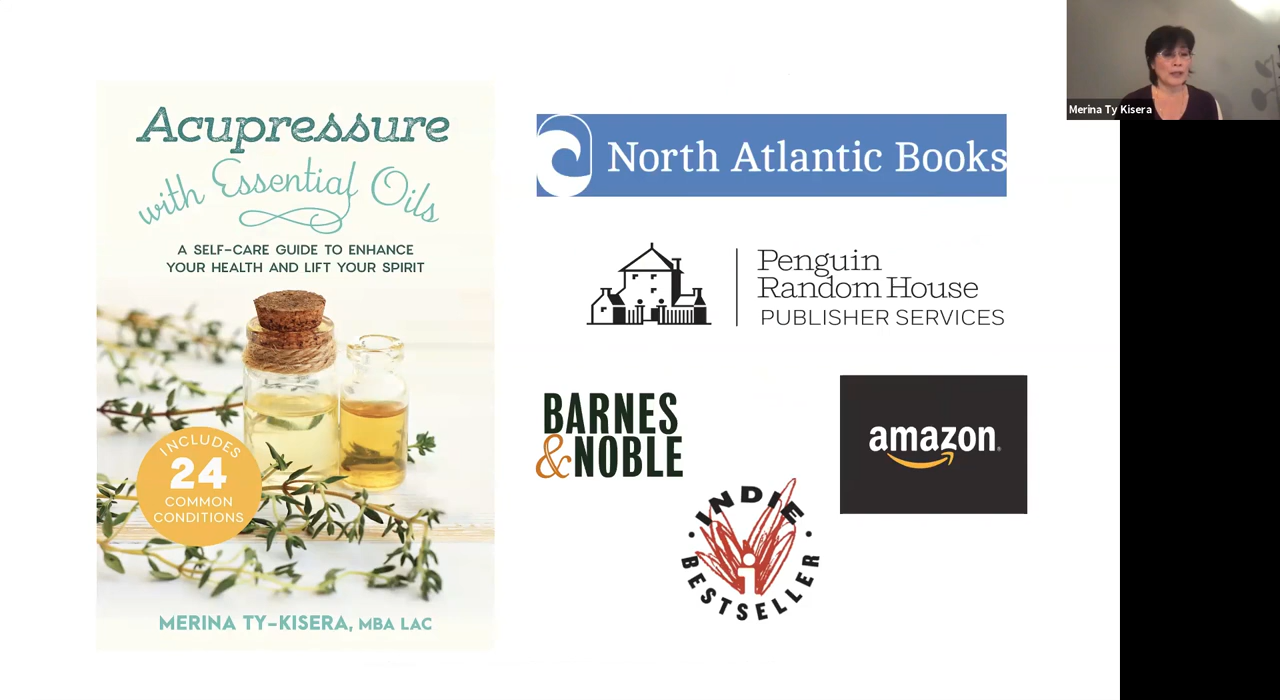 Acupressure
with Essential Oils
A SELF-CARE GUIDE TO ENHANCE
YOUR HEALTH AND LIFT YOUR SPIRIT
INCLUDES
24
COMMON
CONDITIONS
MERINA TY-KISERA, MBA LAC
North Atlantic Books
Penguin
Random House
PUBLISHER SERVICES
BARNES
&NOBLE
amazon
INDIE
i
BESTSELLER
Merina Ty Kisera